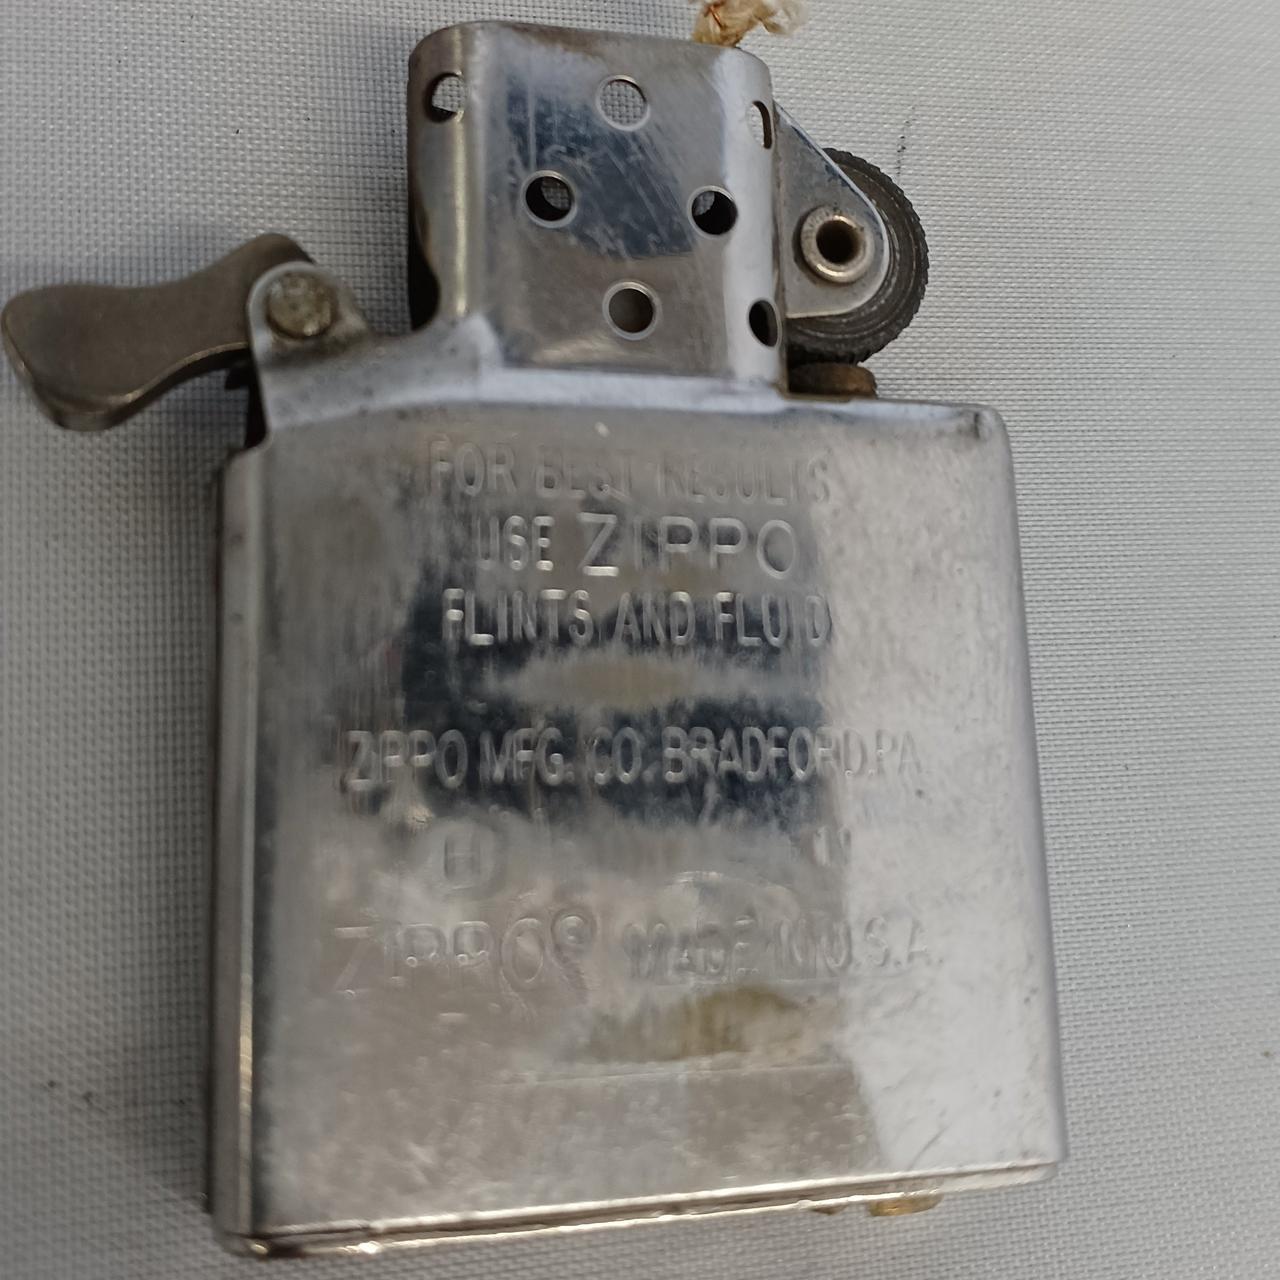 FOR BEST RESULTS
USE ZIPPO
FLINTS AND FLUID
ZIPPO MFG. CO. BRADFORD, PA.
H
ZIPPO® MADE IN U.S.A.